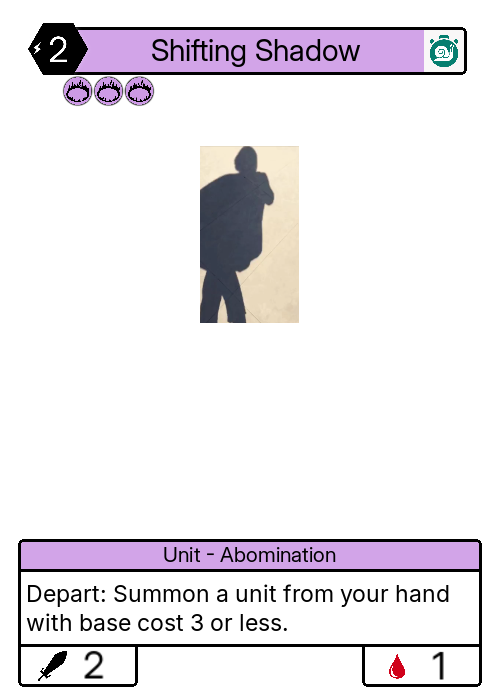 2
Shifting Shadow
Unit - Abomination
Depart: Summon a unit from your hand
with base cost 3 or less.
2
1